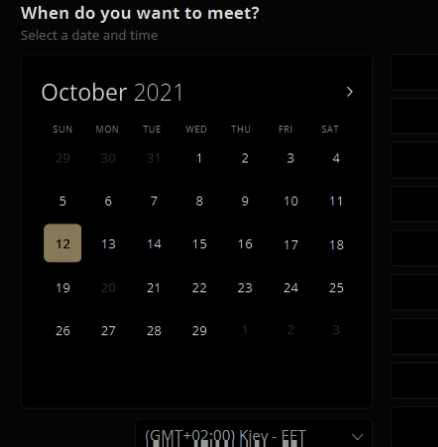 When do you want to meet?
Select a date and time
October 2021
SUN MON TUE WED THU FRI SAT
29 30 31 1 2 3 4
5 6 7 8 9 10 11
12 13 14 15 16 17 18
19 20 21 22 23 24 25
26 27 28 29 1 2 3
(GMT+02:00) Kiev - EET